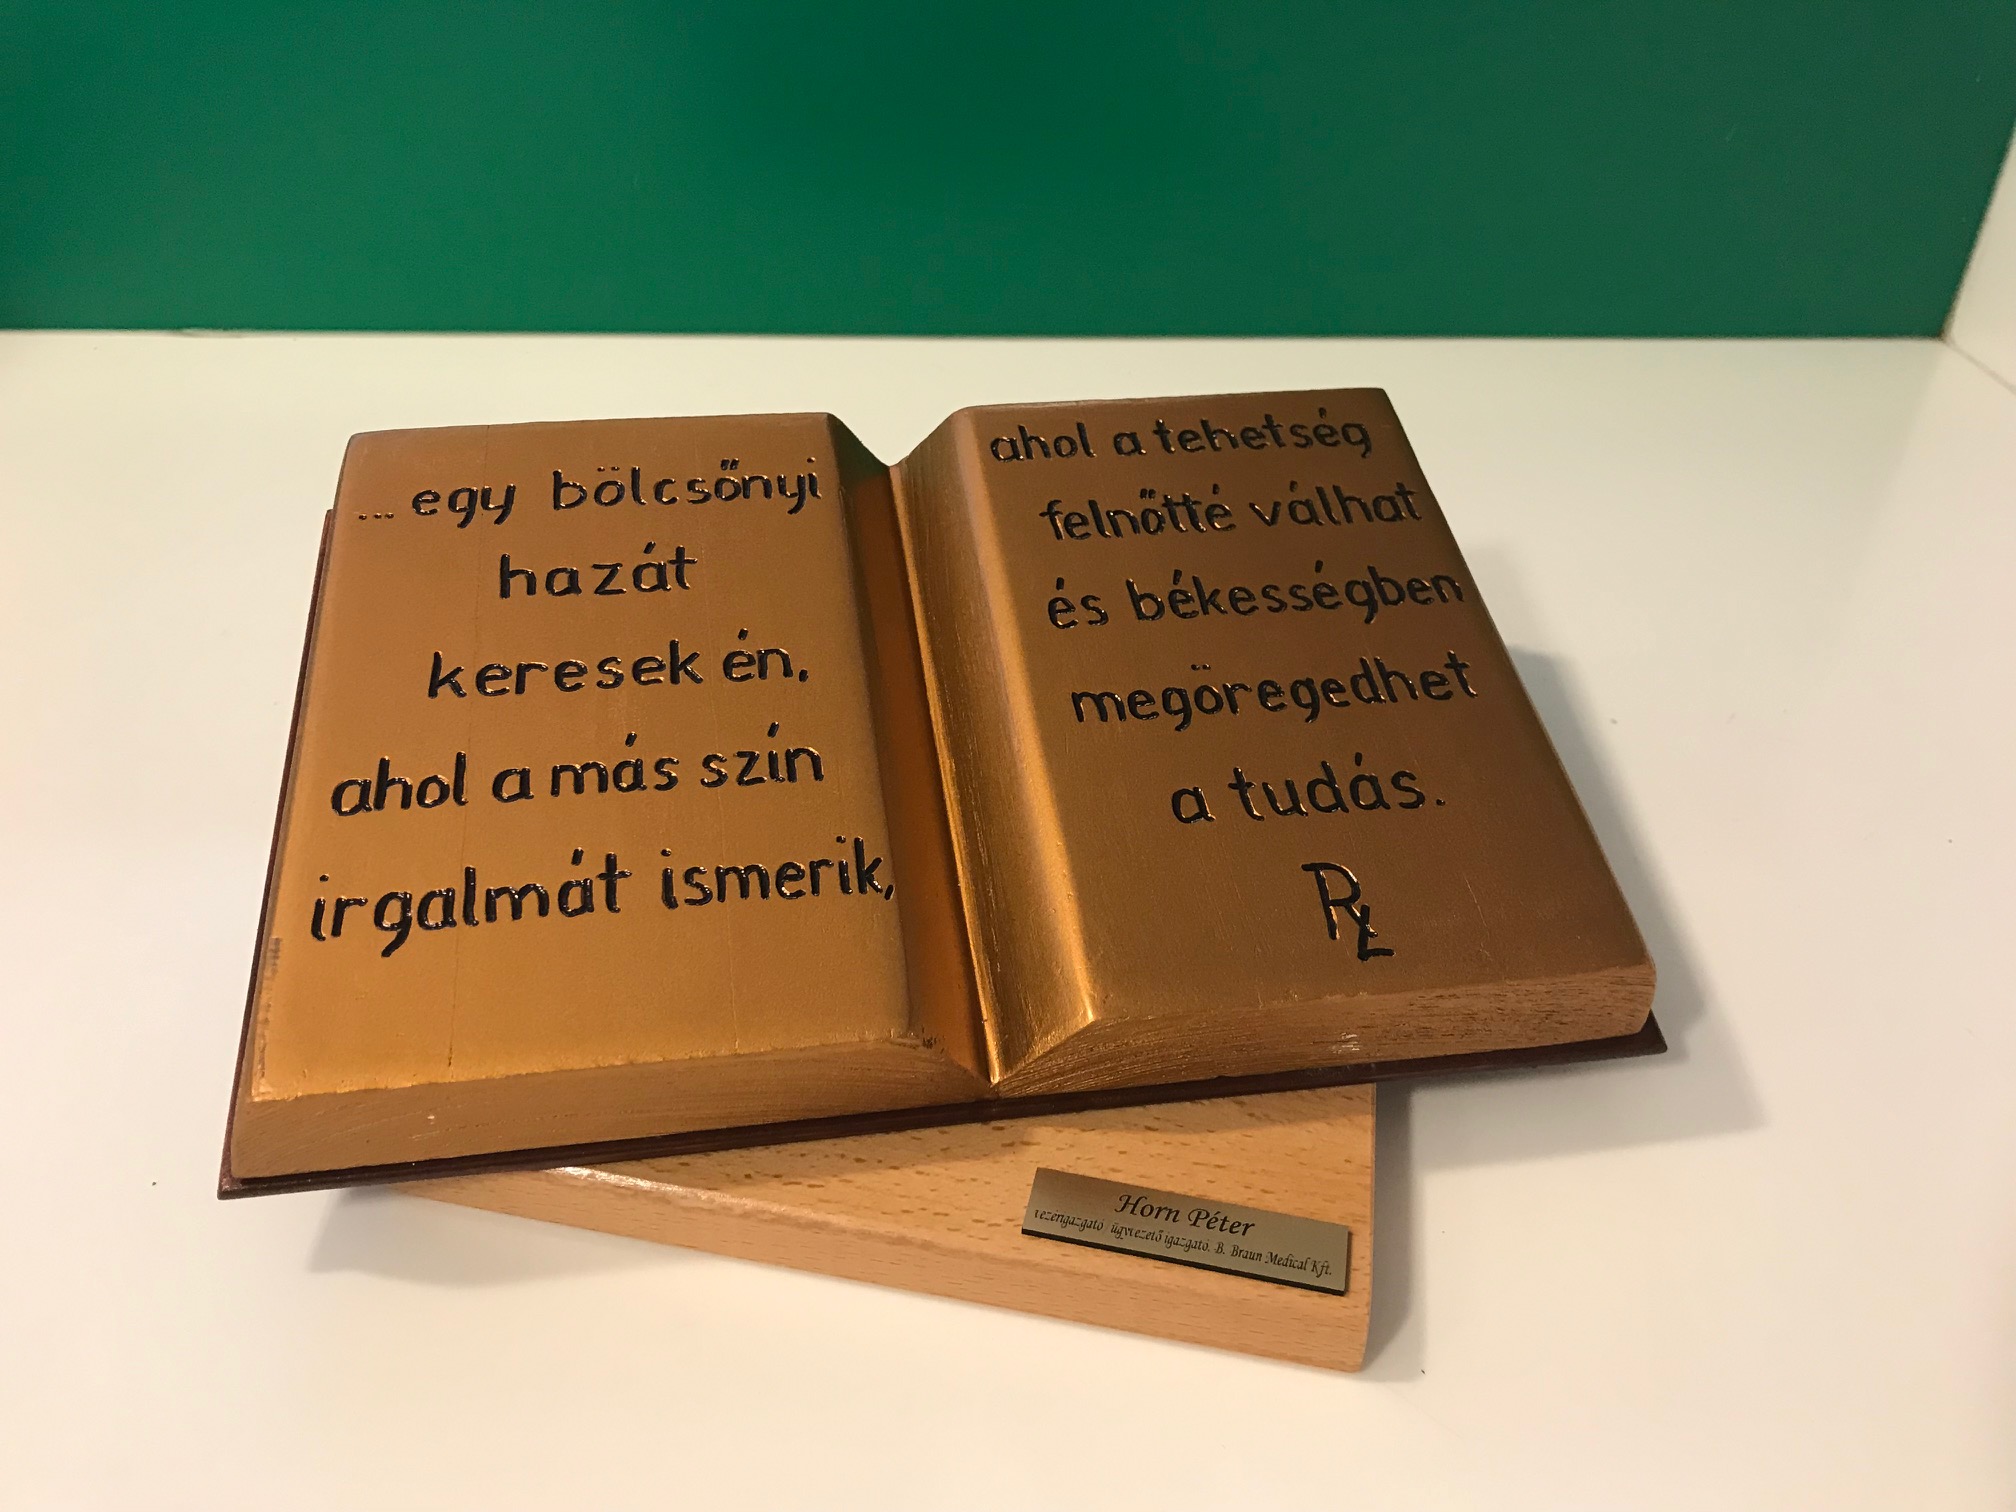 ... egy bölcsőnyi
hazát
keresek én,
ahol a más szín
irgalmát ismerik,
ahol a tehetség
felnőtté válhat
és békességben
megöregedhet
a tudás.
RL
Horn Péter
vezérigazgató / ügyvezető igazgató, B. Braun Medical Kft.